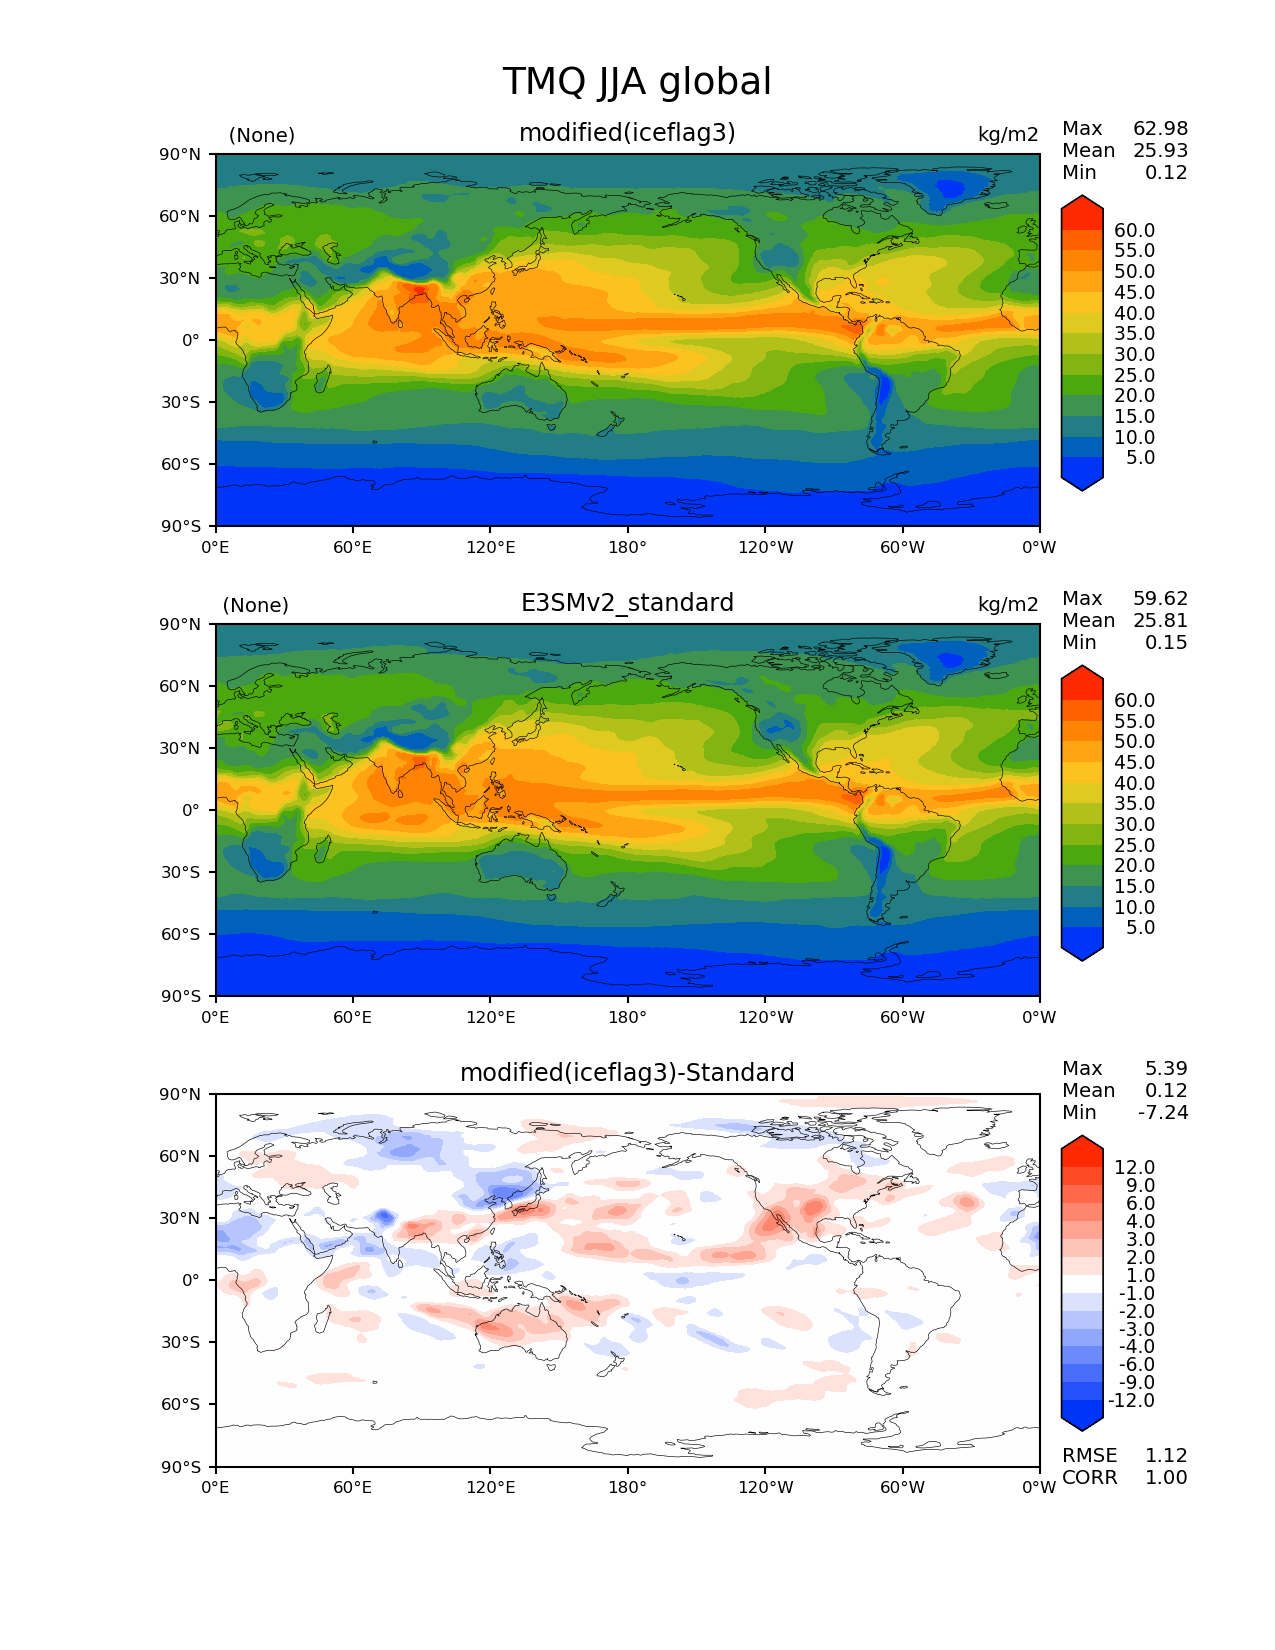 TMQ JJA global
(None) modified(iceflag3) kg/m2
Max 62.98
Mean 25.93
Min 0.12
90°N
60°N
30°N
0°
30°S
60°S
90°S
0°E 60°E 120°E 180° 120°W 60°W 0°W
60.0
55.0
50.0
45.0
40.0
35.0
30.0
25.0
20.0
15.0
10.0
5.0
(None) E3SMv2_standard kg/m2
Max 59.62
Mean 25.81
Min 0.15
90°N
60°N
30°N
0°
30°S
60°S
90°S
0°E 60°E 120°E 180° 120°W 60°W 0°W
60.0
55.0
50.0
45.0
40.0
35.0
30.0
25.0
20.0
15.0
10.0
5.0
modified(iceflag3)-Standard
Max 5.39
Mean 0.12
Min -7.24
90°N
60°N
30°N
0°
30°S
60°S
90°S
0°E 60°E 120°E 180° 120°W 60°W 0°W
12.0
9.0
6.0
4.0
3.0
2.0
1.0
-1.0
-2.0
-3.0
-4.0
-6.0
-9.0
-12.0
RMSE 1.12
CORR 1.00